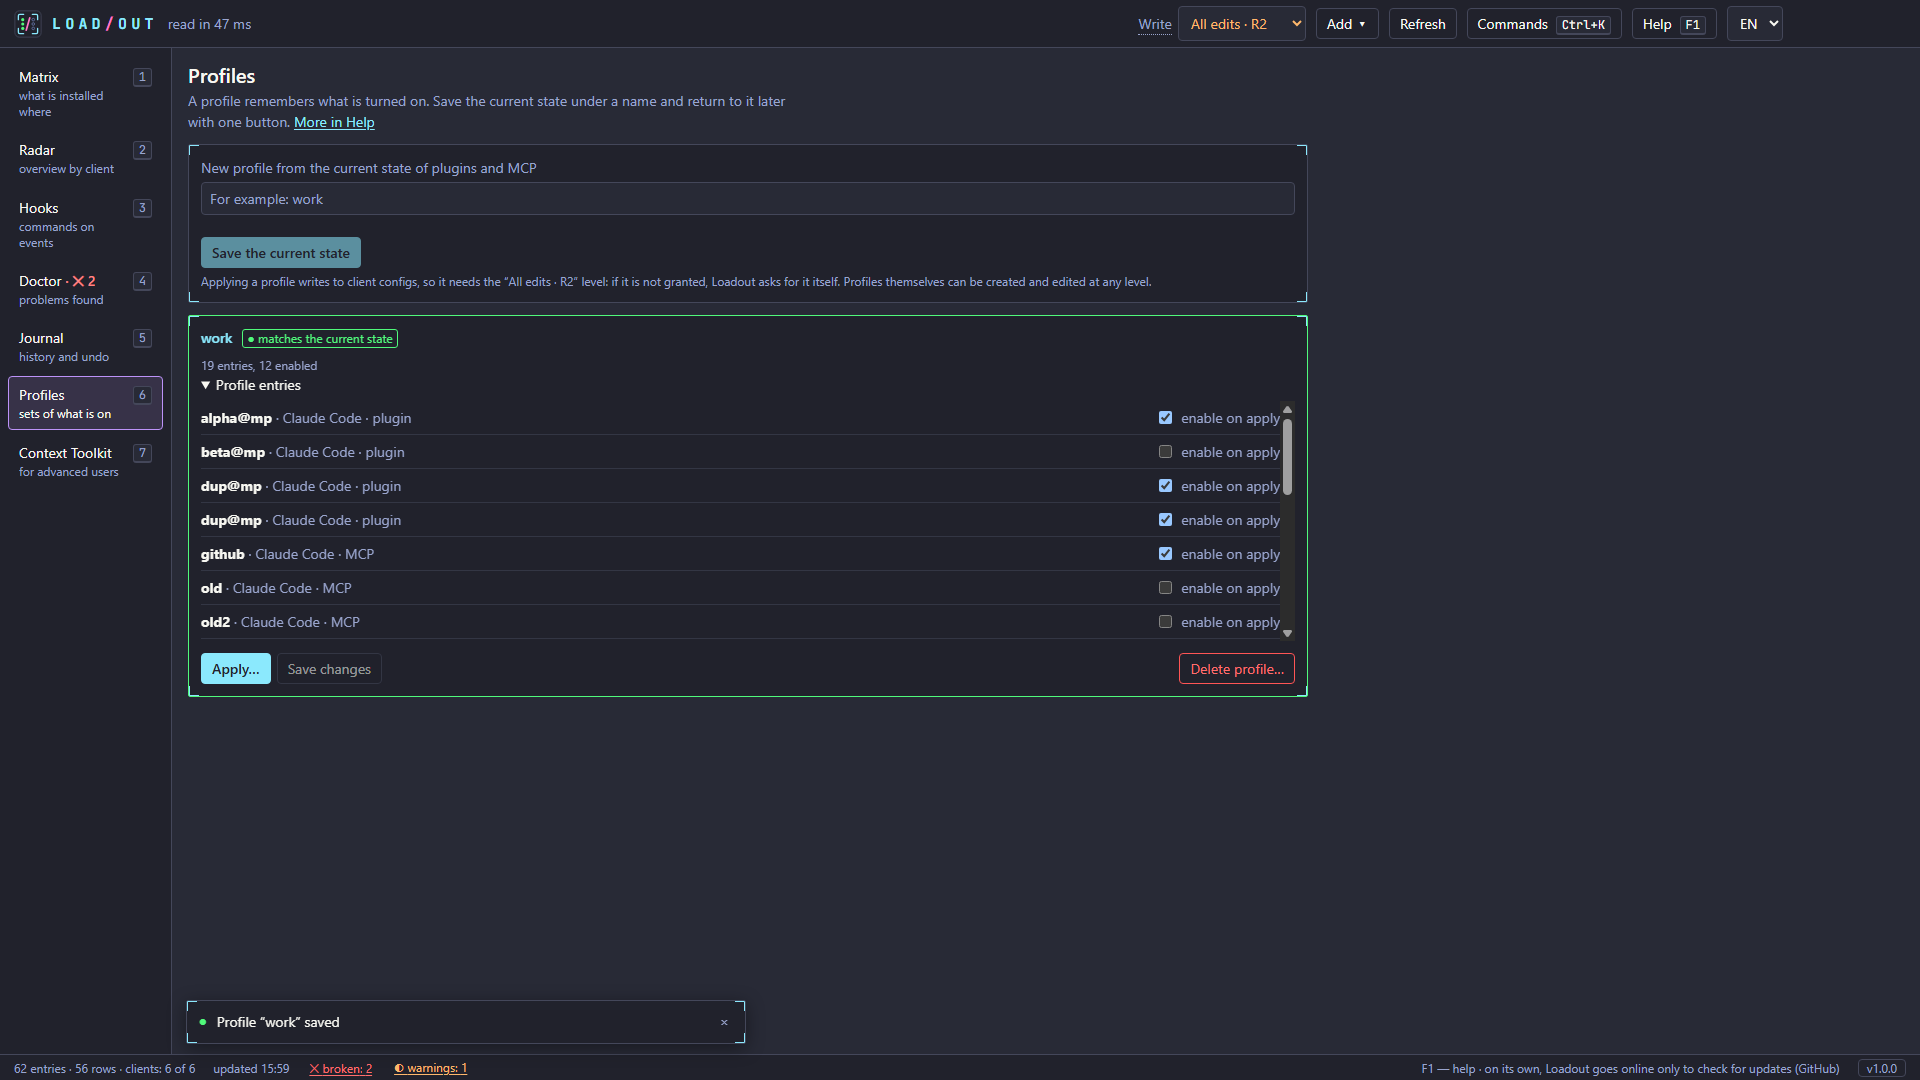 LOAD/OUT read in 47 ms Write All edits · R2 Add ▾ Refresh Commands Ctrl+K Help F1 EN
Matrix 1
what is installed
where
Radar 2
overview by client
Hooks 3
commands on
events
Doctor · ✕ 2 4
problems found
Journal 5
history and undo
Profiles 6
sets of what is on
Context Toolkit 7
for advanced users
Profiles
A profile remembers what is turned on. Save the current state under a name and return to it later
with one button. More in Help
New profile from the current state of plugins and MCP
For example: work
Save the current state
Applying a profile writes to client configs, so it needs the “All edits · R2” level: if it is not granted, Loadout asks for it itself. Profiles themselves can be created and edited at any level.
work ● matches the current state
19 entries, 12 enabled
▼ Profile entries
alpha@mp · Claude Code · plugin enable on apply
beta@mp · Claude Code · plugin enable on apply
dup@mp · Claude Code · plugin enable on apply
dup@mp · Claude Code · plugin enable on apply
github · Claude Code · MCP enable on apply
old · Claude Code · MCP enable on apply
old2 · Claude Code · MCP enable on apply
Apply... Save changes Delete profile...
● Profile “work” saved ×
62 entries · 56 rows · clients: 6 of 6 updated 15:59 ✕ broken: 2 ◐ warnings: 1 F1 — help · on its own, Loadout goes online only to check for updates (GitHub) v1.0.0